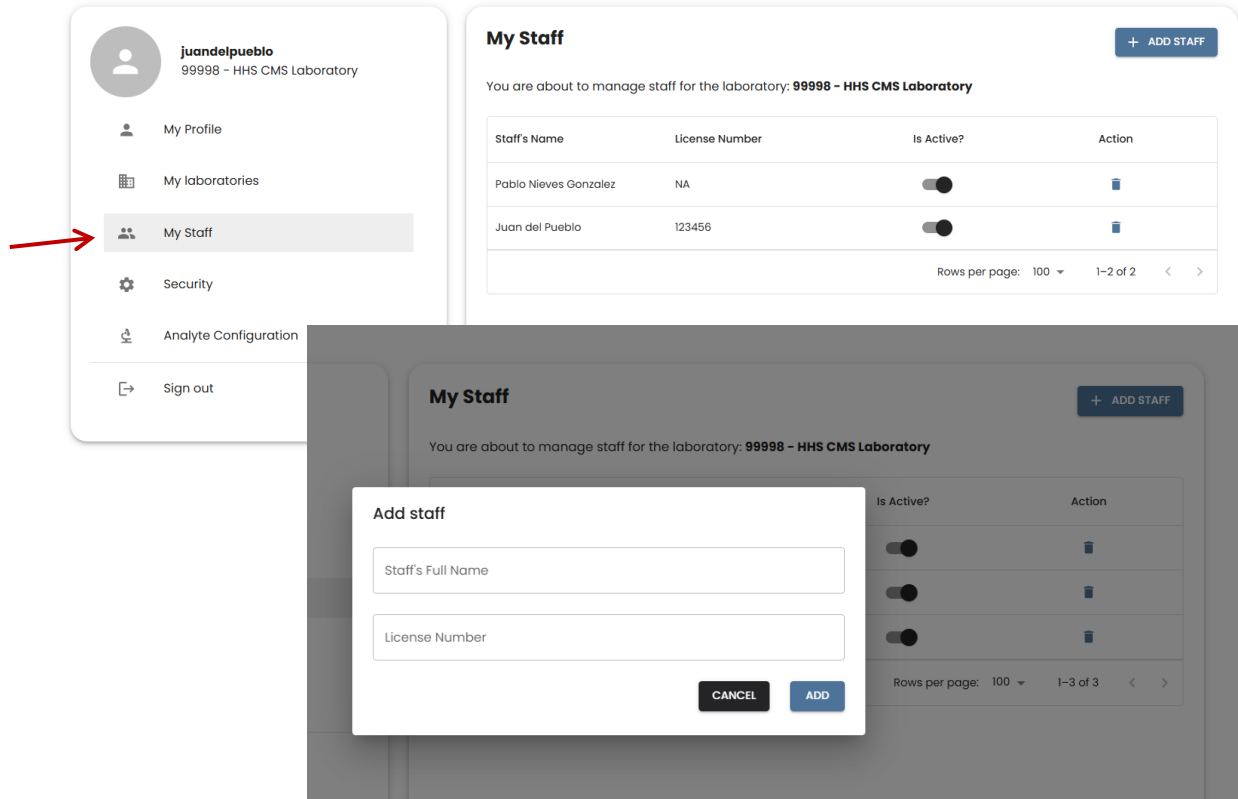 juandelpueblo
99998 - HHS CMS Laboratory
My Profile
My laboratories
My Staff
Security
Analyte Configuration
Sign out
My Staff
+ ADD STAFF
You are about to manage staff for the laboratory: 99998 - HHS CMS Laboratory
Staff's Name License Number Is Active? Action
Pablo Nieves Gonzalez NA
Juan del Pueblo 123456
Rows per page: 100 1–2 of 2
My Staff
+ ADD STAFF
You are about to manage staff for the laboratory: 99998 - HHS CMS Laboratory
Is Active? Action
Rows per page: 100 1–3 of 3
Add staff
Staff's Full Name
License Number
CANCEL ADD